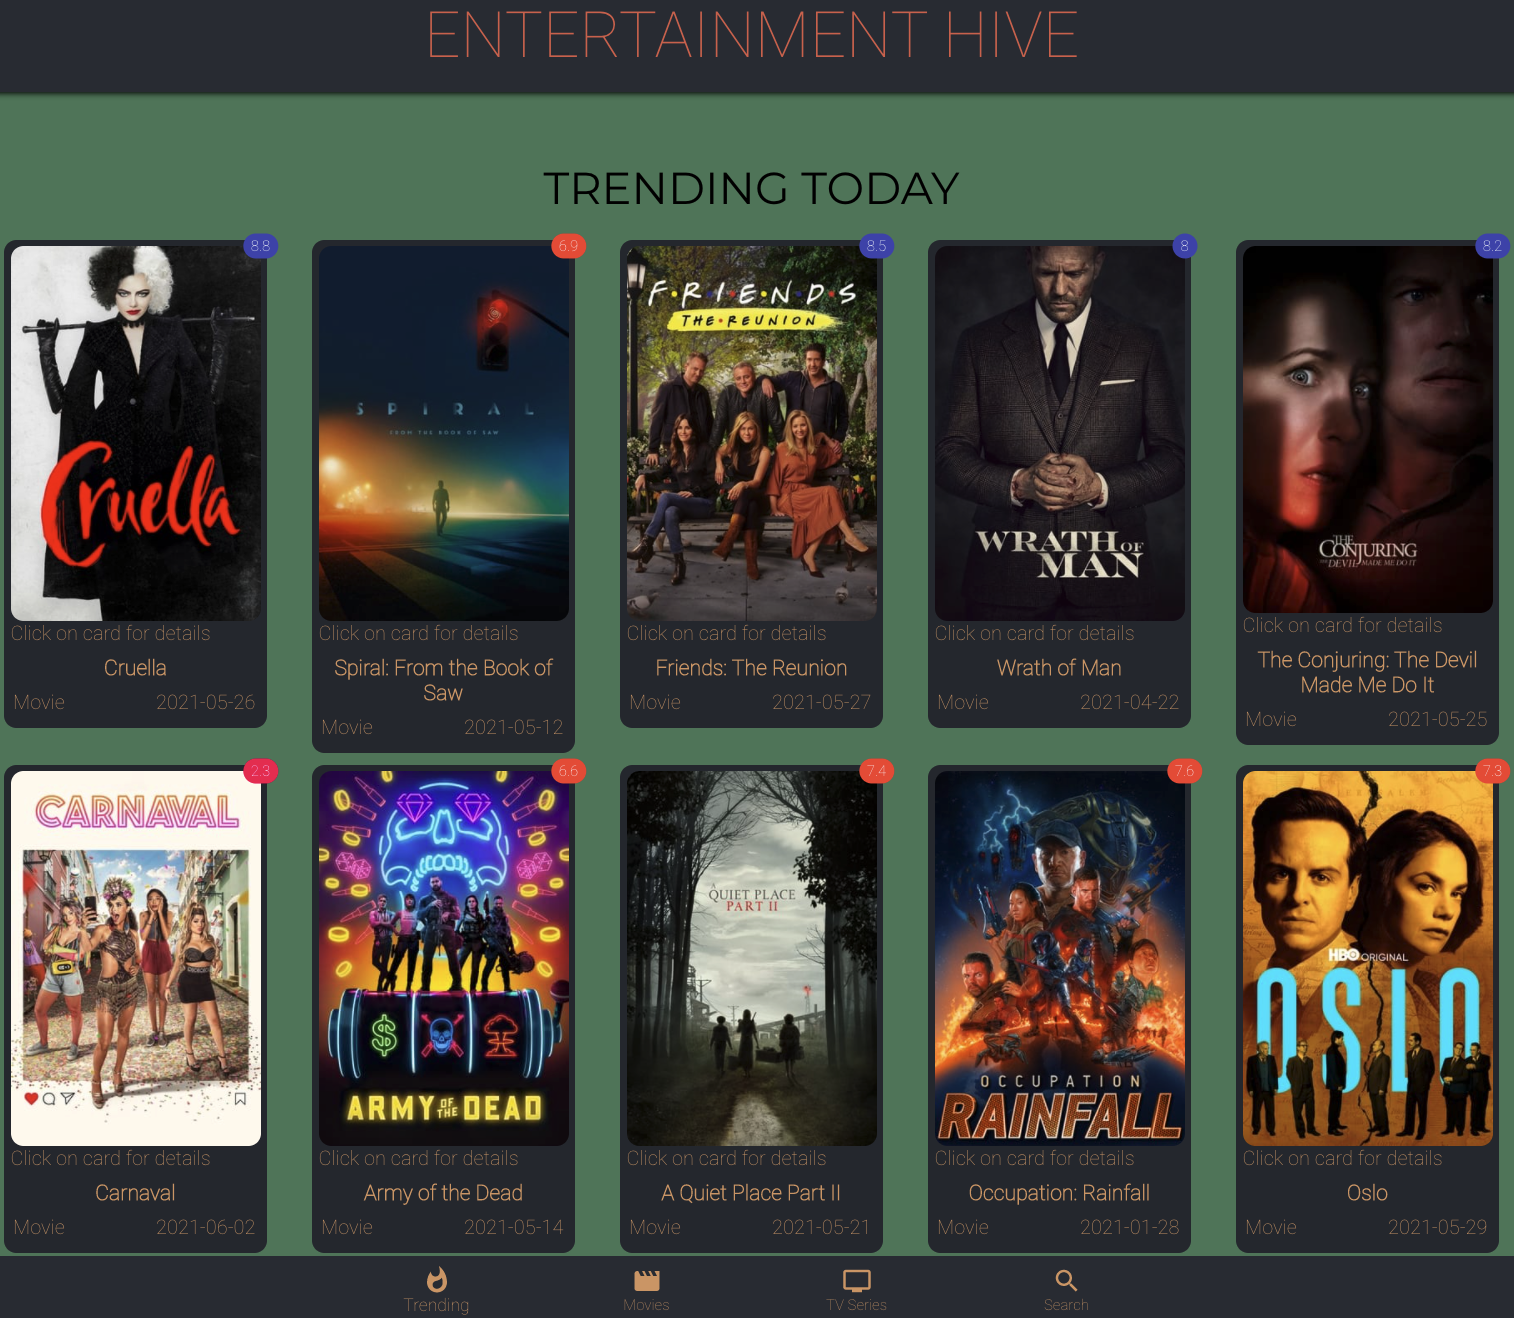 ENTERTAINMENT HIVE
TRENDING TODAY
8.8
6.9
8.5
8
8.2
Cruella
SPIRAL
FROM THE BOOK OF SAW
F•R•I•E•N•D•S
THE•REUNION
WRATH OF
MAN
THE
CONJURING
THE DEVIL MADE ME DO IT
Click on card for details
Click on card for details
Click on card for details
Click on card for details
Click on card for details
Cruella
Spiral: From the Book of
Saw
Friends: The Reunion
Wrath of Man
The Conjuring: The Devil
Made Me Do It
Movie 2021-05-26
Movie 2021-05-12
Movie 2021-05-27
Movie 2021-04-22
Movie 2021-05-25
2.3
6.6
7.4
7.6
7.3
CARNAVAL
$
ARMY OF THE DEAD
A
QUIET PLACE
PART II
OCCUPATION
RAINFALL
JERUSALEM
HBO ORIGINAL
OSLO
Click on card for details
Click on card for details
Click on card for details
Click on card for details
Click on card for details
Carnaval
Army of the Dead
A Quiet Place Part II
Occupation: Rainfall
Oslo
Movie 2021-06-02
Movie 2021-05-14
Movie 2021-05-21
Movie 2021-01-28
Movie 2021-05-29
Trending
Movies
TV Series
Search